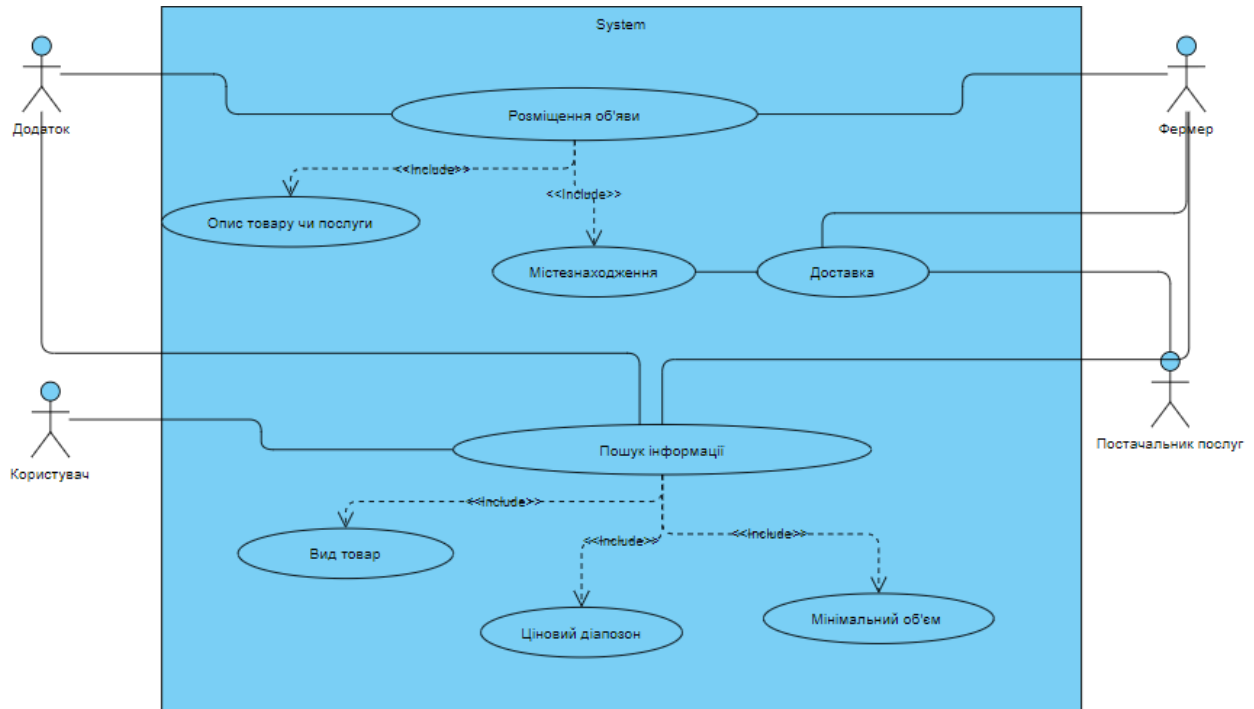 System
Додаток
Фермер
Розміщення об'яви
<<Include>>
<<Include>>
Опис товару чи послуги
Містезнаходження
Доставка
Постачальник послуг
Користувач
Пошук інформації
<<Include>>
<<Include>>
<<Include>>
Вид товар
Ціновий діапозон
Мінімальний об'єм